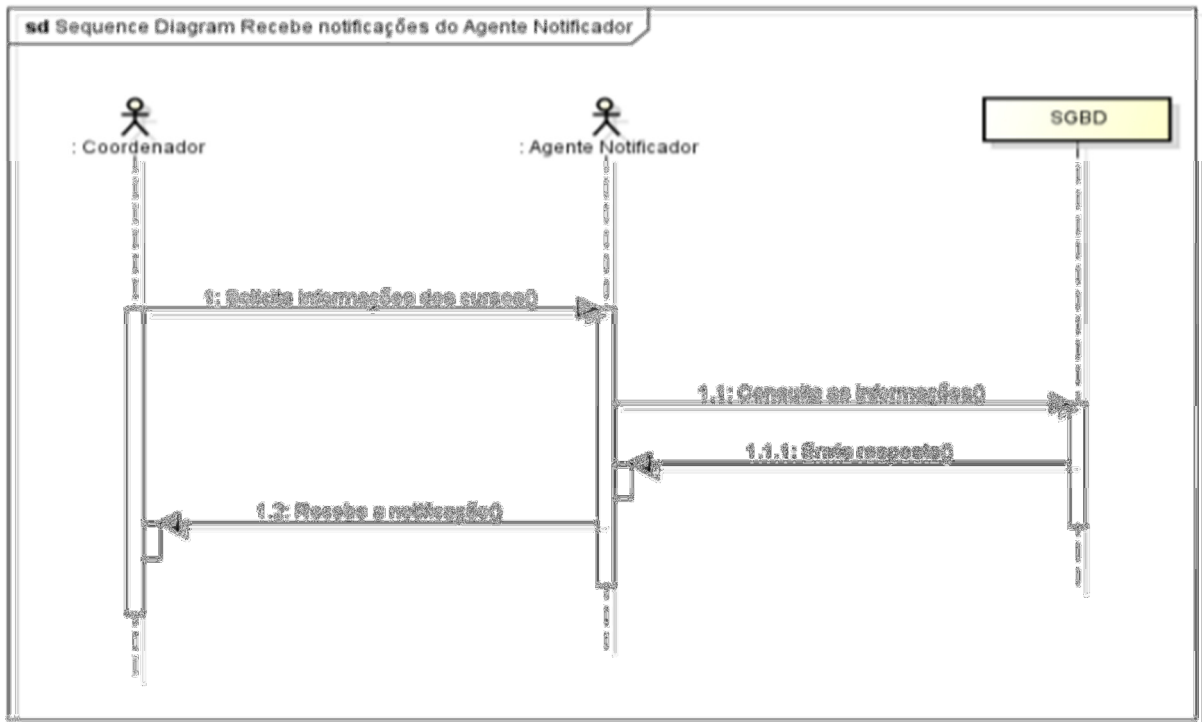 sd Sequence Diagram Recebe notificações do Agente Notificador
: Coordenador
: Agente Notificador
SGBD
1: Solicita informações dos cursos()
1.1: Consulta as informações()
1.1.1: Envia resposta()
1.2: Recebe a notificação()